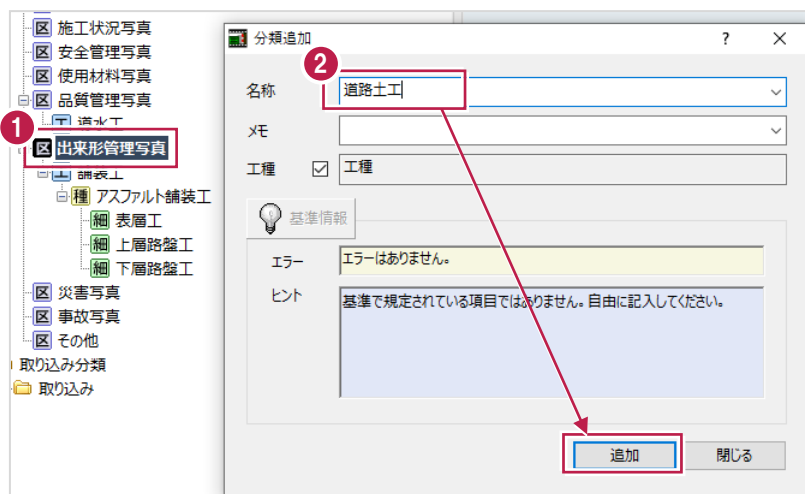 区 施工状況写真
区 安全管理写真
区 使用材料写真
区 品質管理写真
工 道水工
1
区 出来形管理写真
工 舗装工
種 アスファルト舗装工
細 表層工
細 上層路盤工
細 下層路盤工
区 災害写真
区 事故写真
区 その他
取り込み分類
取り込み
分類追加 ? ×
2
名称 道路土工
メモ
工種 工種
基準情報
エラー エラーはありません。
ヒント 基準で規定されている項目ではありません。自由に記入してください。
追加 閉じる